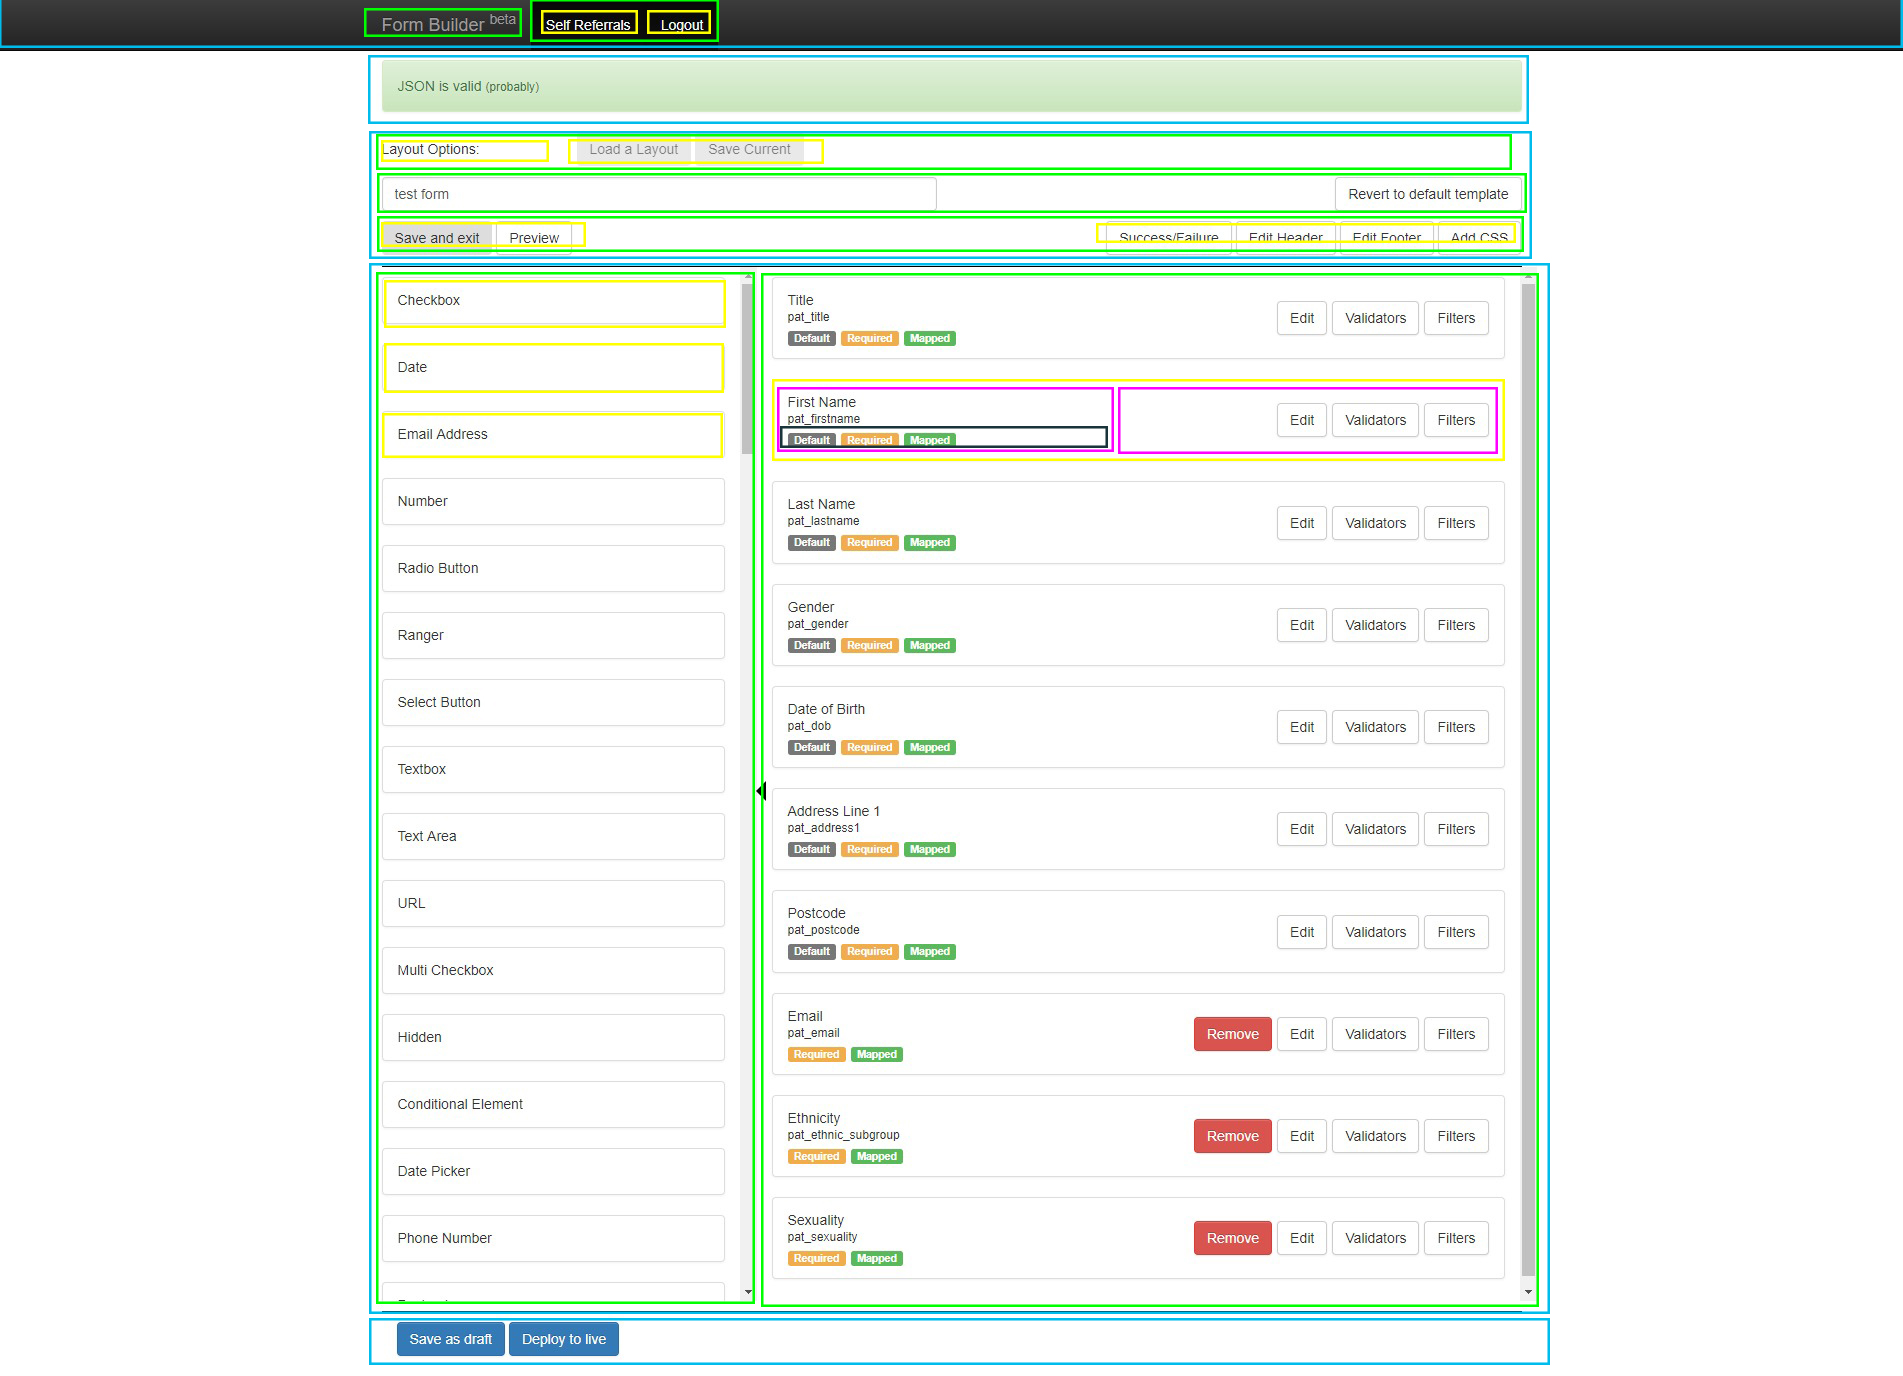 Form Builder beta Self Referrals Logout
JSON is valid (probably)
Layout Options: Load a Layout Save Current
test form Revert to default template
Save and exit Preview Success/Failure Edit Header Edit Footer Add CSS
Checkbox
Date
Email Address
Number
Radio Button
Ranger
Select Button
Textbox
Text Area
URL
Multi Checkbox
Hidden
Conditional Element
Date Picker
Phone Number
Title
pat_title
Default Required Mapped
Edit Validators Filters
First Name
pat_firstname
Default Required Mapped
Edit Validators Filters
Last Name
pat_lastname
Default Required Mapped
Edit Validators Filters
Gender
pat_gender
Default Required Mapped
Edit Validators Filters
Date of Birth
pat_dob
Default Required Mapped
Edit Validators Filters
Address Line 1
pat_address1
Default Required Mapped
Edit Validators Filters
Postcode
pat_postcode
Default Required Mapped
Edit Validators Filters
Email
pat_email
Required Mapped
Remove Edit Validators Filters
Ethnicity
pat_ethnic_subgroup
Required Mapped
Remove Edit Validators Filters
Sexuality
pat_sexuality
Required Mapped
Remove Edit Validators Filters
Save as draft Deploy to live